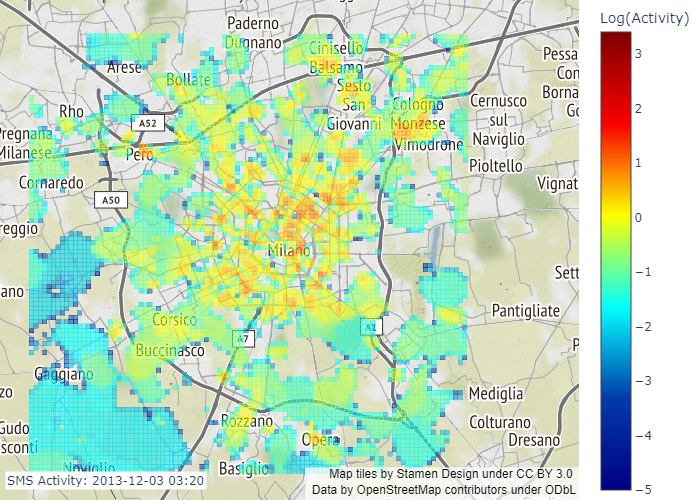 Log(Activity)
Paderno
Dugnano
Cinisello
Balsamo
Arese
Bollate
Sesto
San
Giovanni
Rho
A52
Cologno
Monzese
Cernusco
sul
Naviglio
Pessa
Borna
Pregnana
Milanese
Pero
Vimodrone
Pioltello
Cornaredo
A50
Vignat
reggio
Milano
ano
Sett
Pantigliate
Corsico
A7
A1
Buccinasco
Gaggiano
Mediglia
Rozzano
Colturano
Dresano
Gudo
sconti
Opera
Noviglio
Basiglio
3
2
1
0
−1
−2
−3
−4
−5
SMS Activity: 2013-12-03 03:20
Map tiles by Stamen Design under CC BY 3.0
Data by OpenStreetMap contributors under ODbL